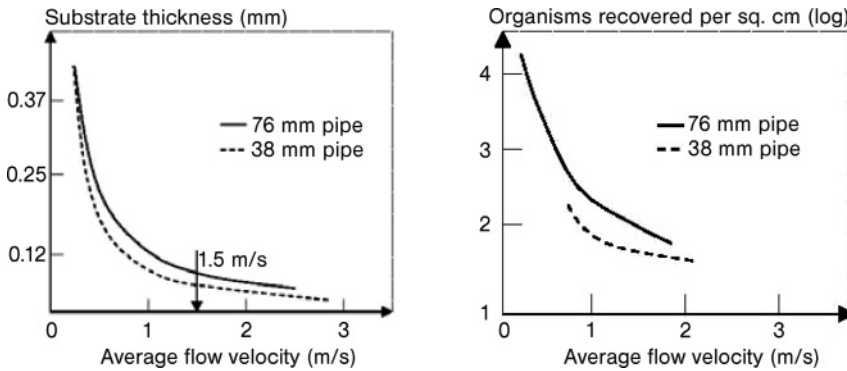 Substrate thickness (mm)
0.37
0.25
0.12
76 mm pipe
38 mm pipe
1.5 m/s
0 1 2 3
Average flow velocity (m/s)
Organisms recovered per sq. cm (log)
4
3
2
1
76 mm pipe
38 mm pipe
0 1 2 3
Average flow velocity (m/s)